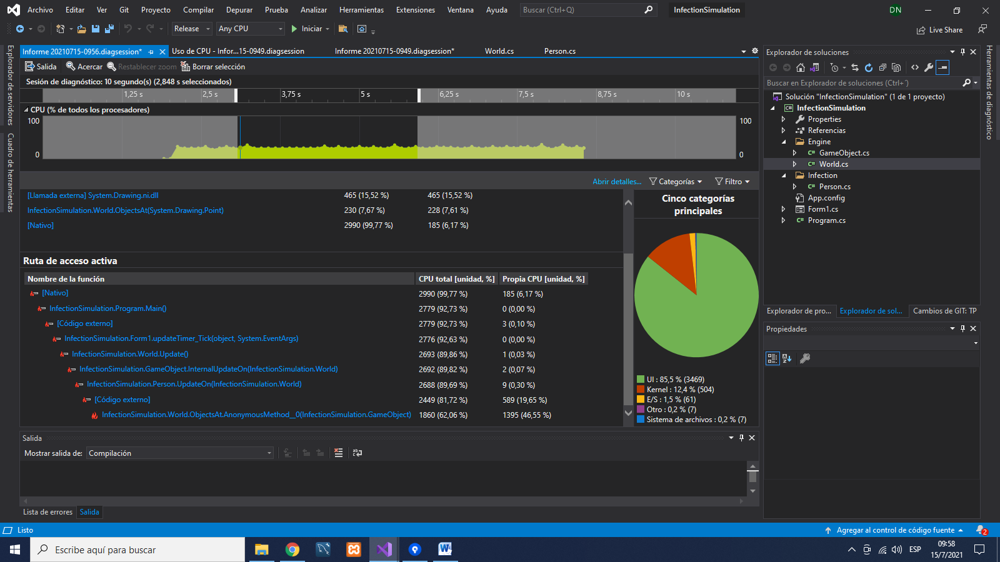 Archivo Editar Ver Git Proyecto Compilar Depurar Prueba Analizar Herramientas Extensiones Ventana Ayuda Buscar (Ctrl+Q) InfectionSimulation DN
Release Any CPU Iniciar Live Share
Explorador de servidores
Cuadro de herramientas
Informe 20210715-0956.diagsession* Uso de CPU - Infor...15-0949.diagsession Informe 20210715-0949.diagsession* World.cs Person.cs
Salida Acercar Restablecer zoom Borrar selección
Sesión de diagnóstico: 10 segundo(s) (2,848 s seleccionados)
1,25 s 2,5 s 3,75 s 5 s 6,25 s 7,5 s 8,75 s 10 s
CPU (% de todos los procesadores)
100 100
0 0
Abrir detalles... Categorías Filtro
[Llamada externa] System.Drawing.ni.dll 465 (15,52 %) 465 (15,52 %)
InfectionSimulation.World.ObjectsAt(System.Drawing.Point) 230 (7,67 %) 228 (7,61 %)
[Nativo] 2990 (99,77 %) 185 (6,17 %)
Ruta de acceso activa
Nombre de la función CPU total [unidad, %] Propia CPU [unidad, %]
[Nativo] 2990 (99,77 %) 185 (6,17 %)
InfectionSimulation.Program.Main() 2779 (92,73 %) 0 (0,00 %)
[Código externo] 2779 (92,73 %) 3 (0,10 %)
InfectionSimulation.Form1.updateTimer_Tick(object, System.EventArgs) 2776 (92,63 %) 0 (0,00 %)
InfectionSimulation.World.Update() 2693 (89,86 %) 1 (0,03 %)
InfectionSimulation.GameObject.InternalUpdateOn(InfectionSimulation.World) 2692 (89,82 %) 2 (0,07 %)
InfectionSimulation.Person.UpdateOn(InfectionSimulation.World) 2688 (89,69 %) 9 (0,30 %)
[Código externo] 2449 (81,72 %) 589 (19,65 %)
InfectionSimulation.World.ObjectsAt.AnonymousMethod__0(InfectionSimulation.GameObject) 1860 (62,06 %) 1395 (46,55 %)
Cinco categorías
principales
UI : 85,5 % (3469)
Kernel : 12,4 % (504)
E/S : 1,5 % (61)
Otro : 0,2 % (7)
Sistema de archivos : 0,2 % (7)
Salida
Mostrar salida de: Compilación
Lista de errores Salida
Explorador de soluciones
Buscar en Explorador de soluciones (Ctrl+´)
Solución "InfectionSimulation" (1 de 1 proyecto)
InfectionSimulation
Properties
Referencias
Engine
GameObject.cs
World.cs
Infection
Person.cs
App.config
Form1.cs
Program.cs
Explorador de pro... Explorador de sol... Cambios de GIT: TP
Propiedades
Herramientas de diagnóstico
Listo Agregar al control de código fuente 2
Escribe aquí para buscar ESP 09:58
15/7/2021